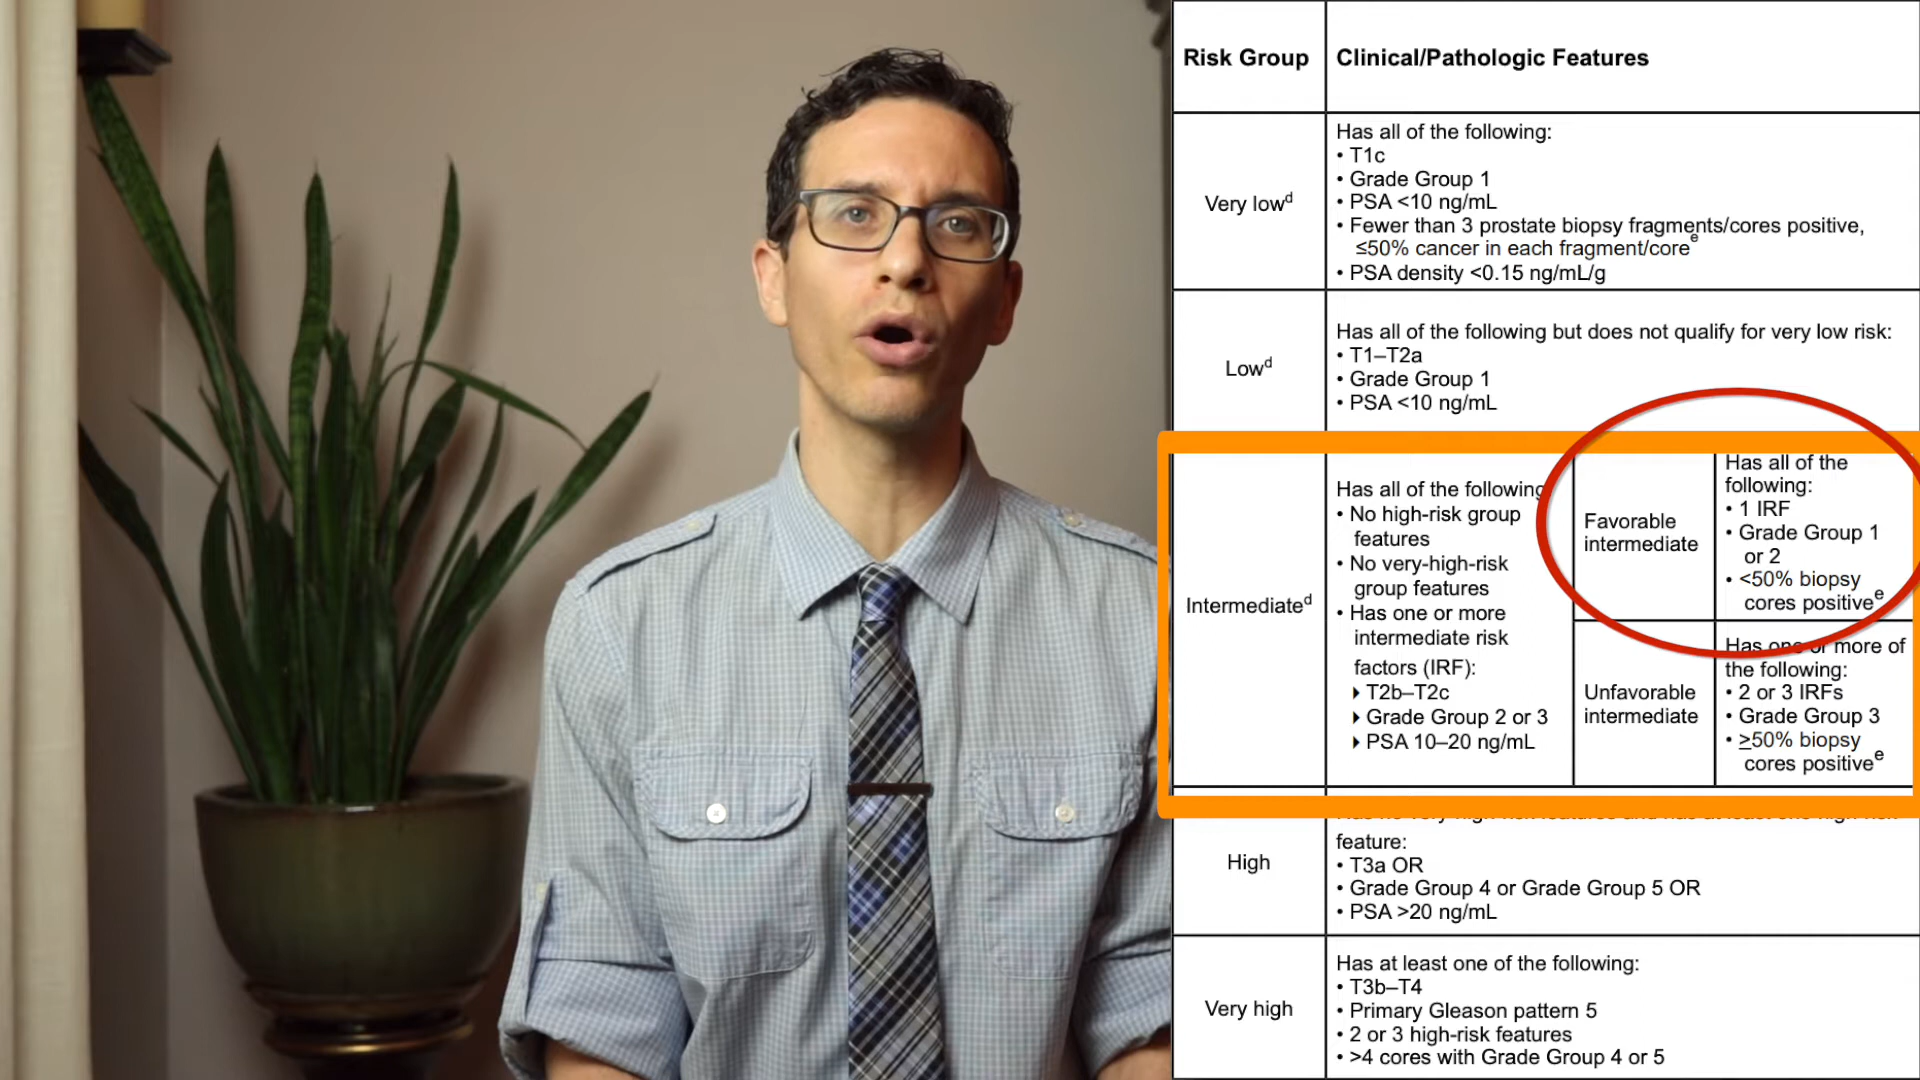 Risk Group
Clinical/Pathologic Features
Very lowd
Has all of the following:
• T1c
• Grade Group 1
• PSA <10 ng/mL
• Fewer than 3 prostate biopsy fragments/cores positive,
≤50% cancer in each fragment/coree
• PSA density <0.15 ng/mL/g
Lowd
Has all of the following but does not qualify for very low risk:
• T1–T2a
• Grade Group 1
• PSA <10 ng/mL
Intermediated
Has all of the following
• No high-risk group
features
• No very-high-risk
group features
• Has one or more
intermediate risk
factors (IRF):
T2b–T2c
Grade Group 2 or 3
PSA 10–20 ng/mL
Favorable
intermediate
Has all of the
following:
• 1 IRF
• Grade Group 1
or 2
• <50% biopsy
cores positivee
Unfavorable
intermediate
Has one or more of
the following:
• 2 or 3 IRFs
• Grade Group 3
• ≥50% biopsy
cores positivee
High
feature:
• T3a OR
• Grade Group 4 or Grade Group 5 OR
• PSA >20 ng/mL
Very high
Has at least one of the following:
• T3b–T4
• Primary Gleason pattern 5
• 2 or 3 high-risk features
• >4 cores with Grade Group 4 or 5